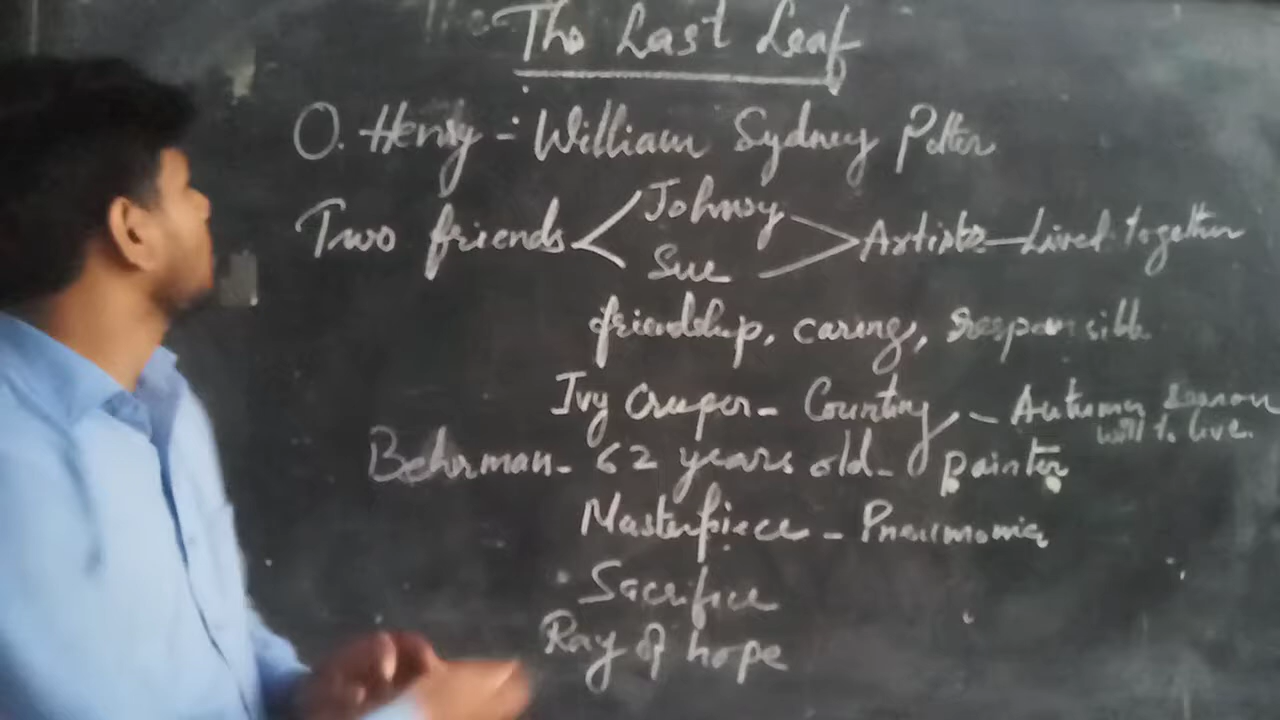 The Last Leaf
O. Henry - William Sydney Potter
Two friends < Johnsy Sue > Artists - Lived together
friendship, caring, responsible
Ivy Cruper - Counting - Autumn season
will to live.
Behrman - 62 years old - painter
Masterpiece - Pneumonia
Sacrifice
Ray of hope